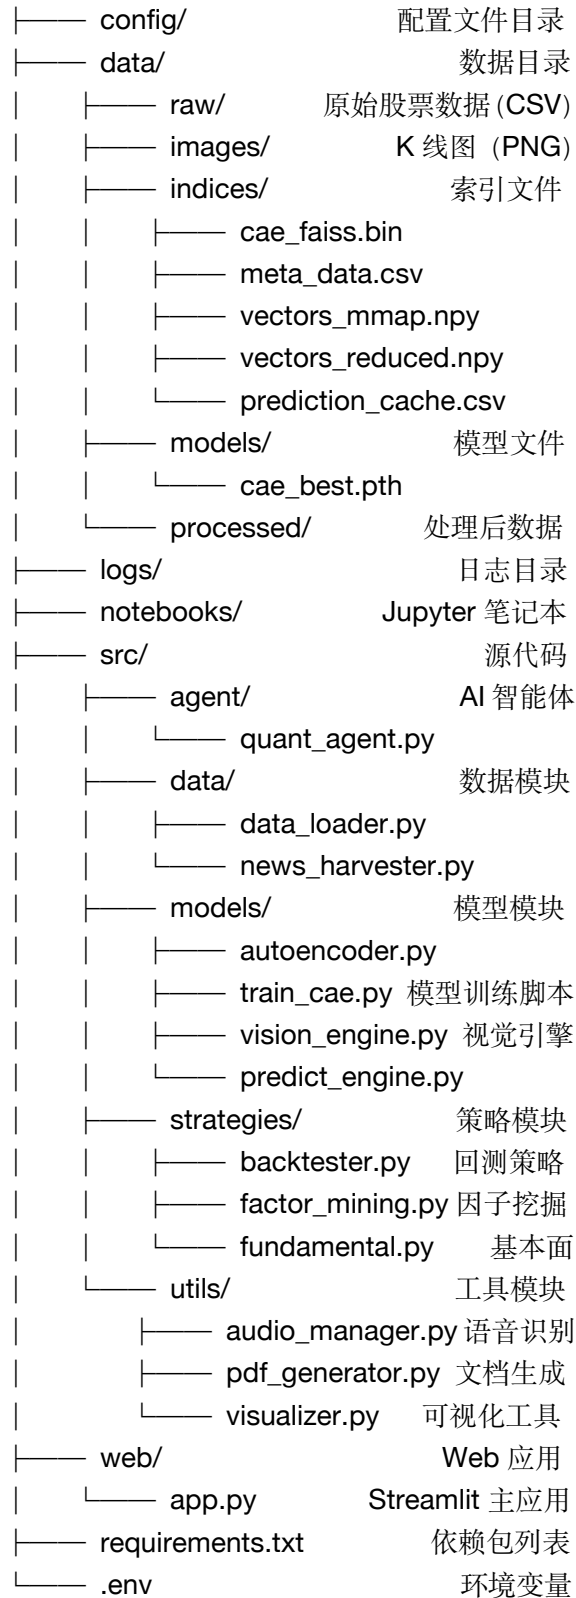 ├── config/ 配置文件目录
├── data/ 数据目录
│ ├── raw/ 原始股票数据(CSV)
│ ├── images/ K 线图 (PNG)
│ ├── indices/ 索引文件
│ │ ├── cae_faiss.bin
│ │ ├── meta_data.csv
│ │ ├── vectors_mmap.npy
│ │ ├── vectors_reduced.npy
│ │ └── prediction_cache.csv
│ ├── models/ 模型文件
│ │ └── cae_best.pth
│ └── processed/ 处理后数据
├── logs/ 日志目录
├── notebooks/ Jupyter 笔记本
├── src/ 源代码
│ ├── agent/ AI 智能体
│ │ └── quant_agent.py
│ ├── data/ 数据模块
│ │ ├── data_loader.py
│ │ └── news_harvester.py
│ ├── models/ 模型模块
│ │ ├── autoencoder.py
│ │ ├── train_cae.py 模型训练脚本
│ │ ├── vision_engine.py 视觉引擎
│ │ └── predict_engine.py
│ ├── strategies/ 策略模块
│ │ ├── backtester.py 回测策略
│ │ ├── factor_mining.py 因子挖掘
│ │ └── fundamental.py 基本面
│ └── utils/ 工具模块
│ ├── audio_manager.py 语音识别
│ ├── pdf_generator.py 文档生成
│ └── visualizer.py 可视化工具
├── web/ Web 应用
│ └── app.py Streamlit 主应用
├── requirements.txt 依赖包列表
└── .env 环境变量